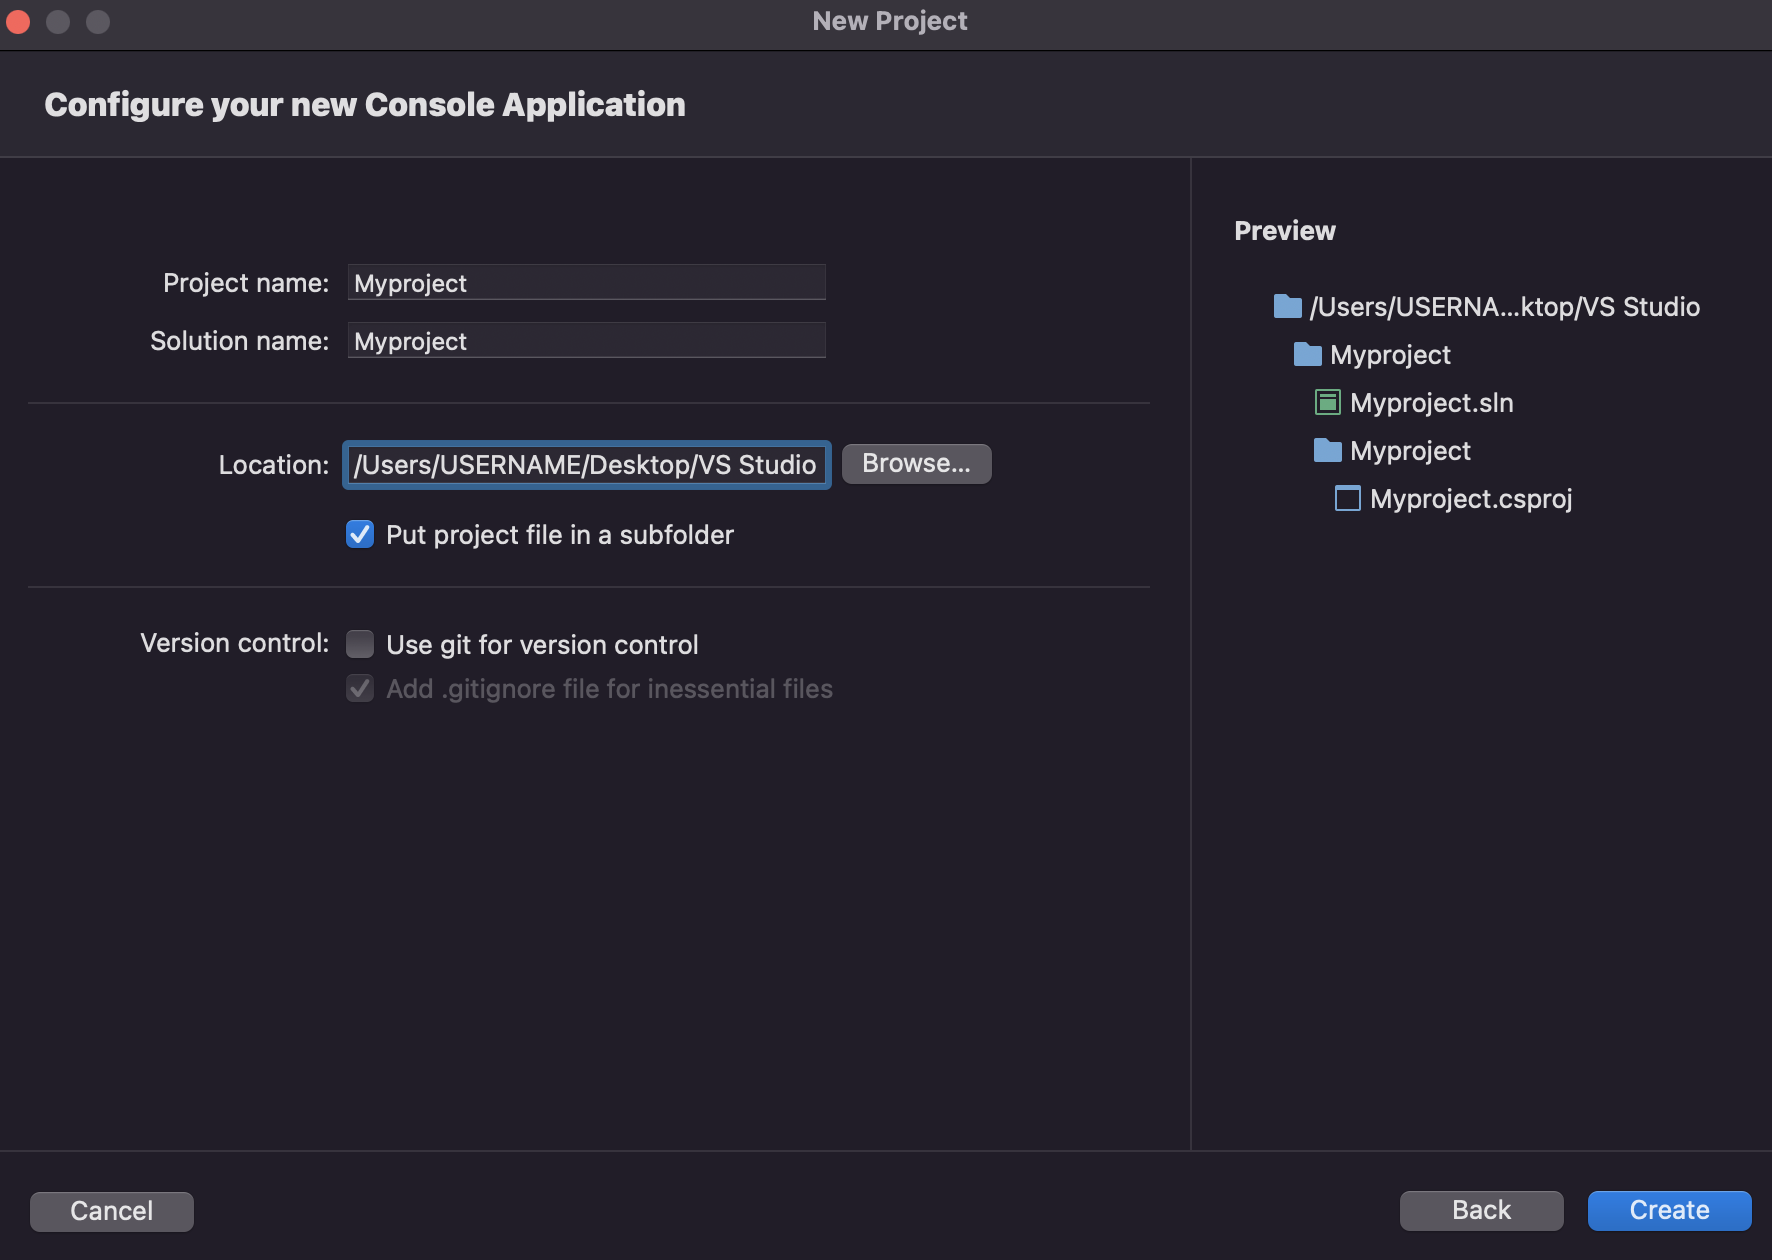 New Project
Configure your new Console Application
Project name: Myproject
Solution name: Myproject
Location: /Users/USERNAME/Desktop/VS Studio Browse...
Put project file in a subfolder
Version control: Use git for version control
Add .gitignore file for inessential files
Preview
/Users/USERNA...ktop/VS Studio
Myproject
Myproject.sln
Myproject
Myproject.csproj
Cancel Back Create